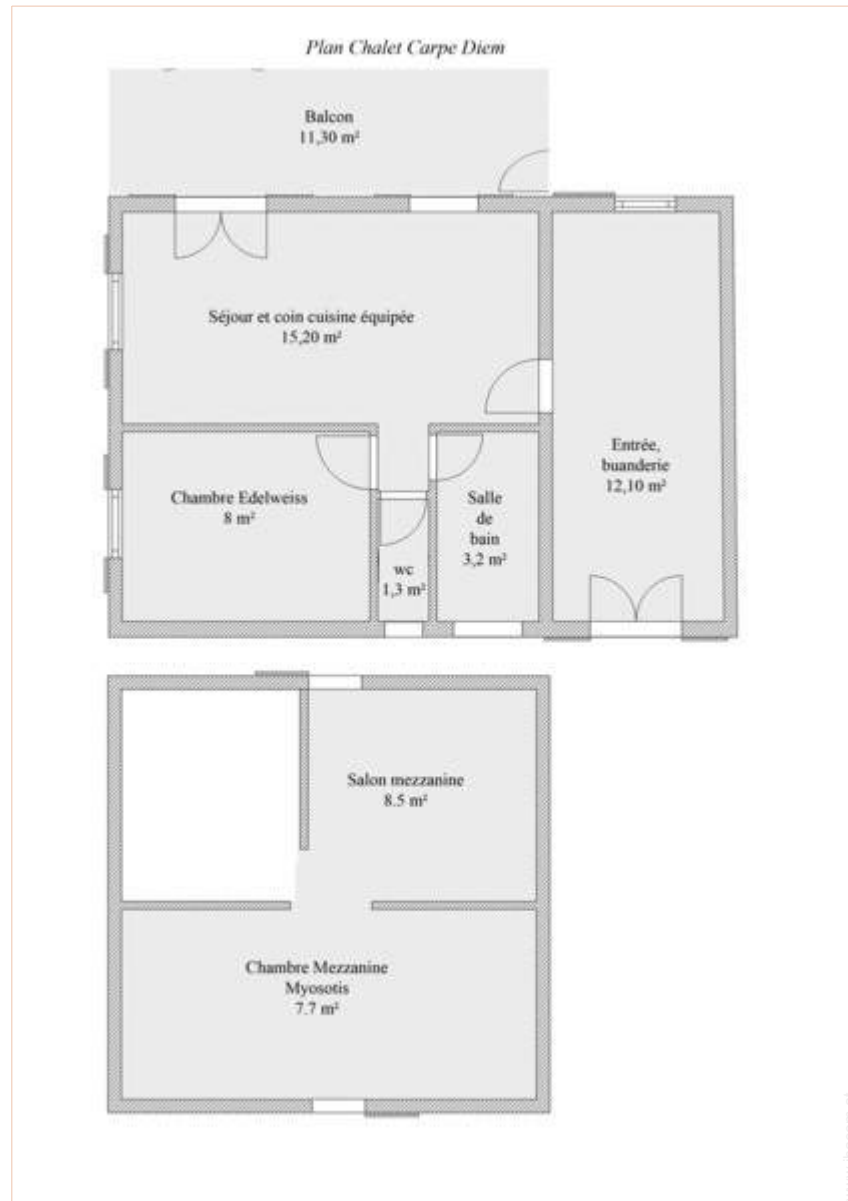 Plan Chalet Carpe Diem
Balcon
11,30 m²
Séjour et coin cuisine équipée
15,20 m²
Entrée,
buanderie
12,10 m²
Chambre Edelweiss
8 m²
Salle
de
bain
3,2 m²
wc
1,3 m²
Salon mezzanine
8.5 m²
Chambre Mezzanine
Myosotis
7.7 m²